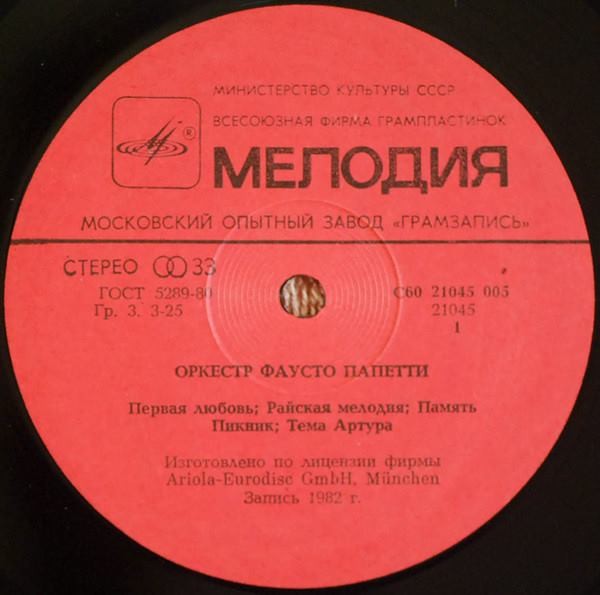 МИНИСТЕРСТВО КУЛЬТУРЫ СССР
ВСЕСОЮЗНАЯ ФИРМА ГРАМПЛАСТИНОК
®
МЕЛОДИЯ
МОСКОВСКИЙ ОПЫТНЫЙ ЗАВОД «ГРАМЗАПИСЬ»
СТЕРЕО 33
ГОСТ 5289-80
Гр. 3. 3-25
С60 21045 005
21045
1
ОРКЕСТР ФАУСТО ПАПЕТТИ
Первая любовь; Райская мелодия; Память
Пикник; Тема Артура
Изготовлено по лицензии фирмы
Ariola-Eurodisc GmbH, München
Запись 1982 г.